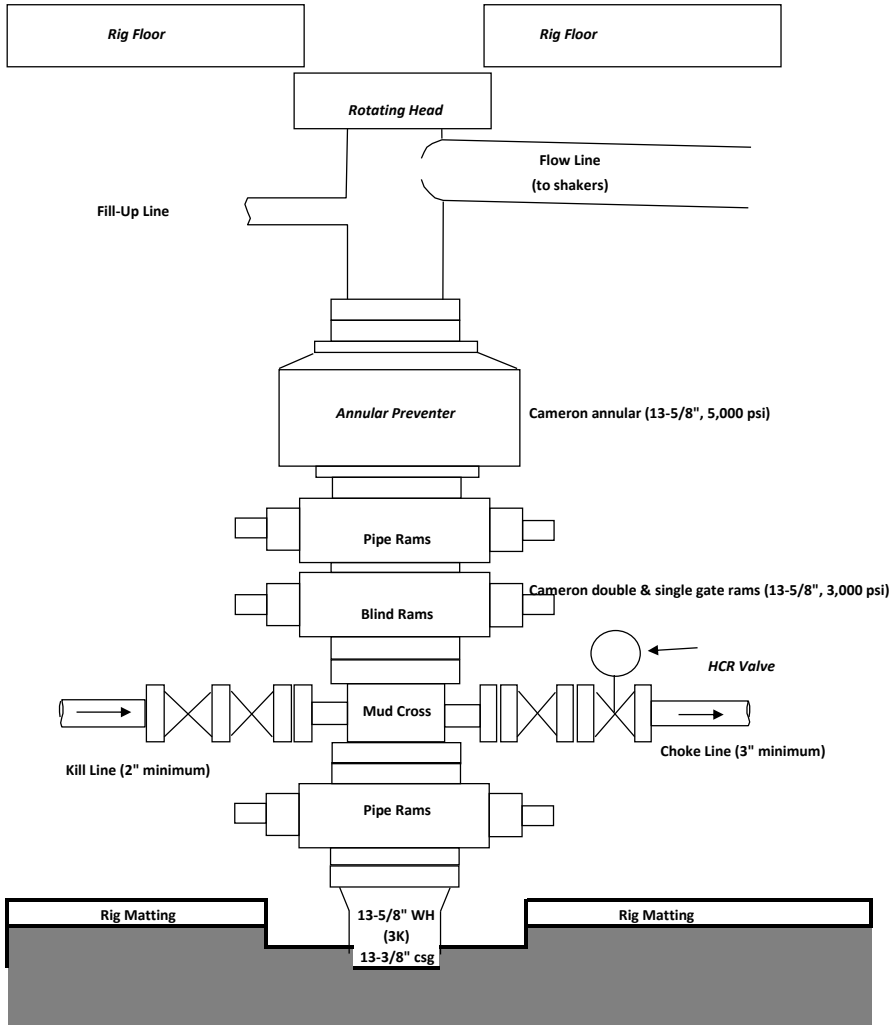 Rig Floor
Rig Floor
Rotating Head
Flow Line
(to shakers)
Fill-Up Line
Annular Preventer
Cameron annular (13-5/8", 5,000 psi)
Pipe Rams
Cameron double & single gate rams (13-5/8", 3,000 psi)
Blind Rams
HCR Valve
Mud Cross
Choke Line (3" minimum)
Kill Line (2" minimum)
Pipe Rams
Rig Matting
13-5/8" WH
(3K)
13-3/8" csg
Rig Matting